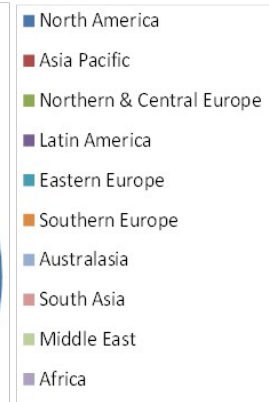 North America
Asia Pacific
Northern & Central Europe
Latin America
Eastern Europe
Southern Europe
Australasia
South Asia
Middle East
Africa